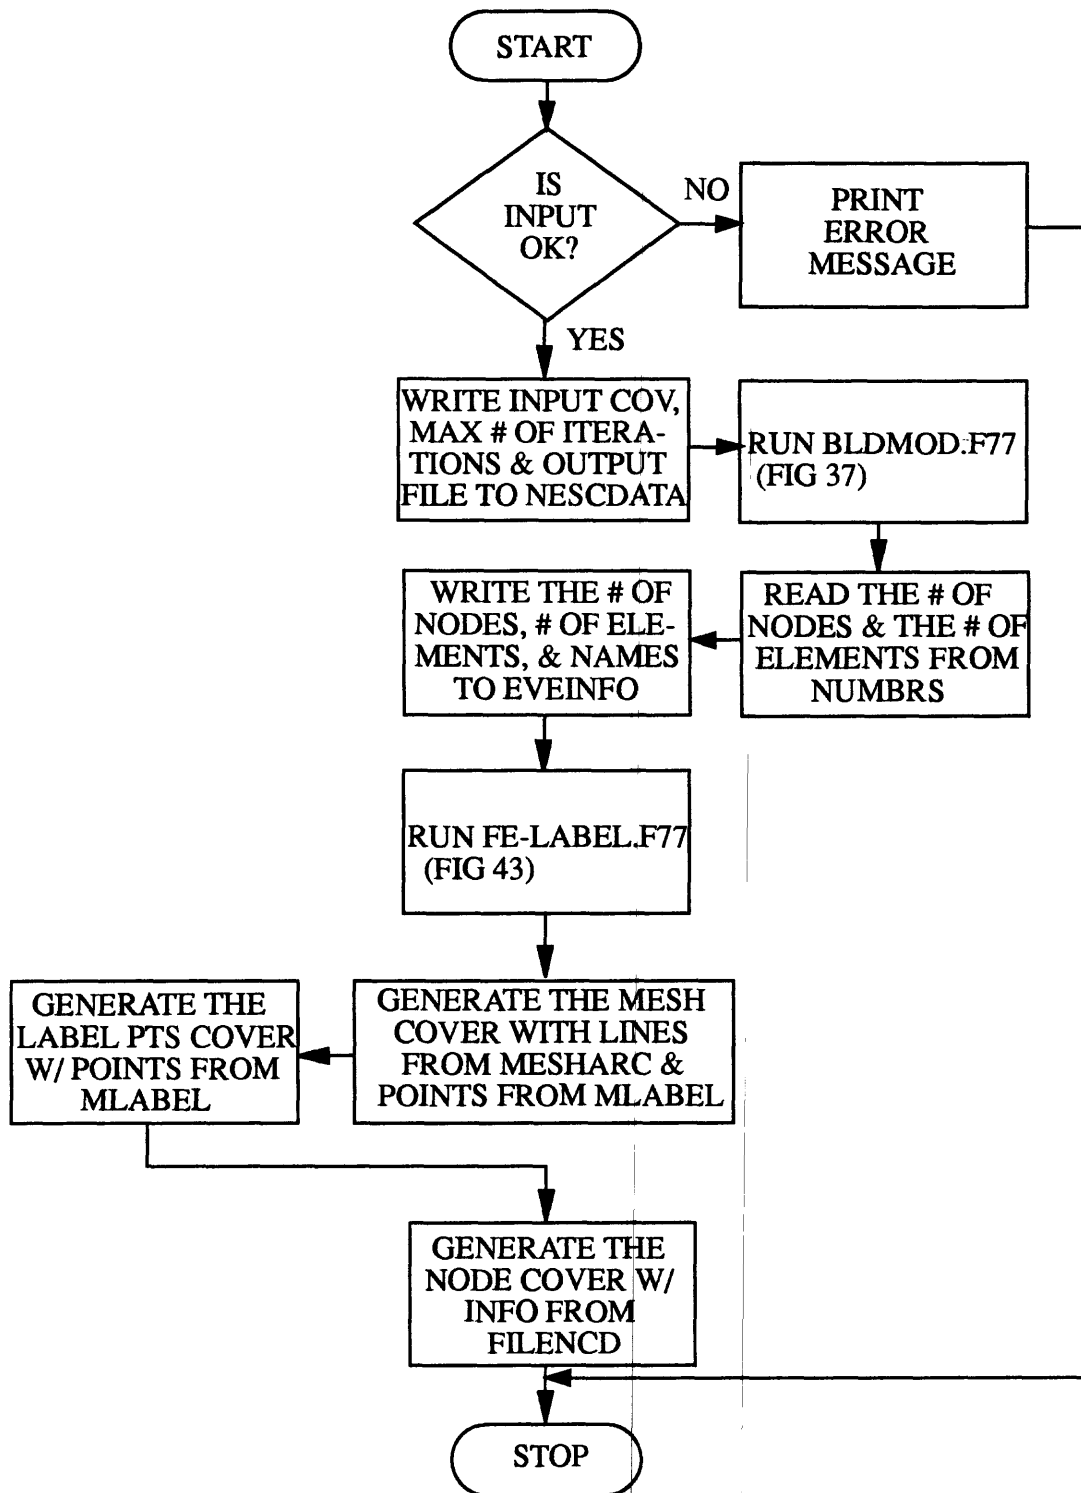 START
IS
INPUT
OK?
NO
PRINT
ERROR
MESSAGE
YES
WRITE INPUT COV,
MAX # OF ITERA-
TIONS & OUTPUT
FILE TO NESCDATA
RUN BLDMOD.F77
(FIG 37)
READ THE # OF
NODES & THE # OF
ELEMENTS FROM
NUMBRS
WRITE THE # OF
NODES, # OF ELE-
MENTS, & NAMES
TO EVEINFO
RUN FE-LABEL.F77
(FIG 43)
GENERATE THE MESH
COVER WITH LINES
FROM MESHARC &
POINTS FROM MLABEL
GENERATE THE
LABEL PTS COVER
W/ POINTS FROM
MLABEL
GENERATE THE
NODE COVER W/
INFO FROM
FILENCD
STOP